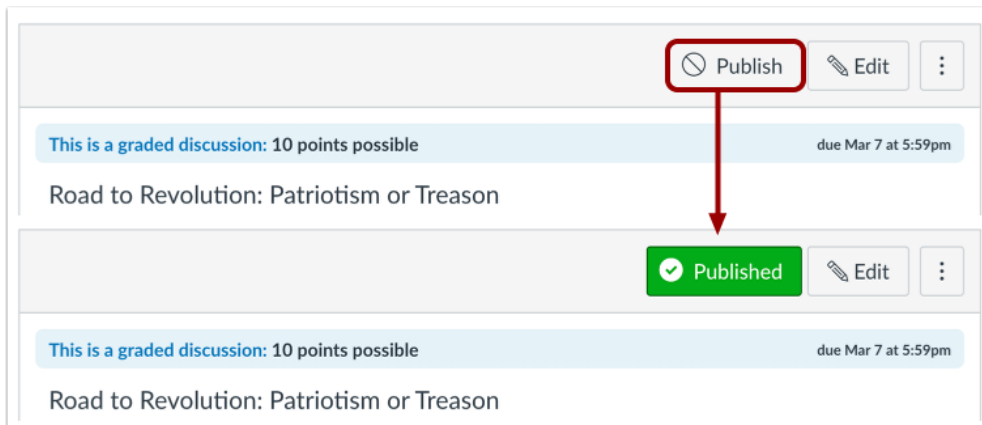 Publish Edit
This is a graded discussion: 10 points possible due Mar 7 at 5:59pm
Road to Revolution: Patriotism or Treason
Published Edit
This is a graded discussion: 10 points possible due Mar 7 at 5:59pm
Road to Revolution: Patriotism or Treason